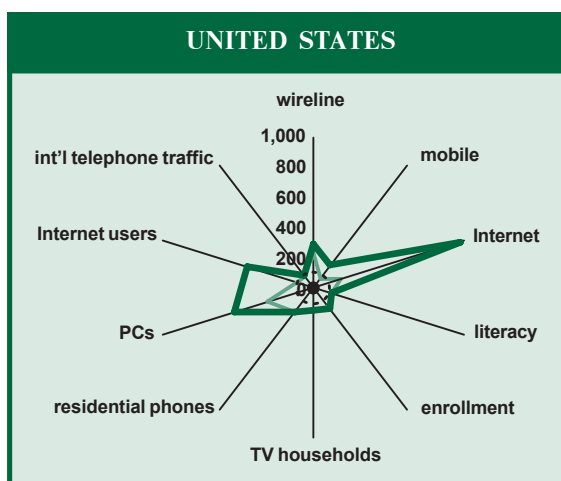 UNITED STATES
wireline
1,000
int'l telephone traffic
800
mobile
600
Internet users
400
Internet
200
0
PCs
literacy
residential phones
enrollment
TV households